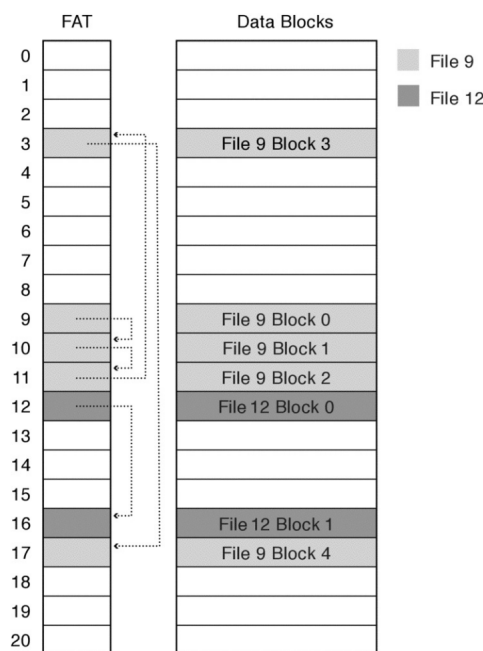 FAT Data Blocks
File 9
File 12
0
1
2
3 File 9 Block 3
4
5
6
7
8
9 File 9 Block 0
10 File 9 Block 1
11 File 9 Block 2
12 File 12 Block 0
13
14
15
16 File 12 Block 1
17 File 9 Block 4
18
19
20